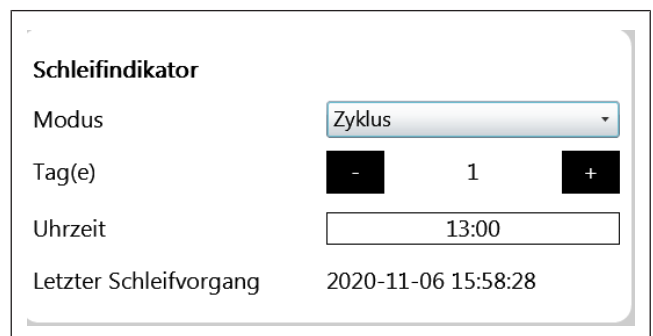 Schleifindikator
Modus Zyklus
Tag(e) - 1 +
Uhrzeit 13:00
Letzter Schleifvorgang 2020-11-06 15:58:28